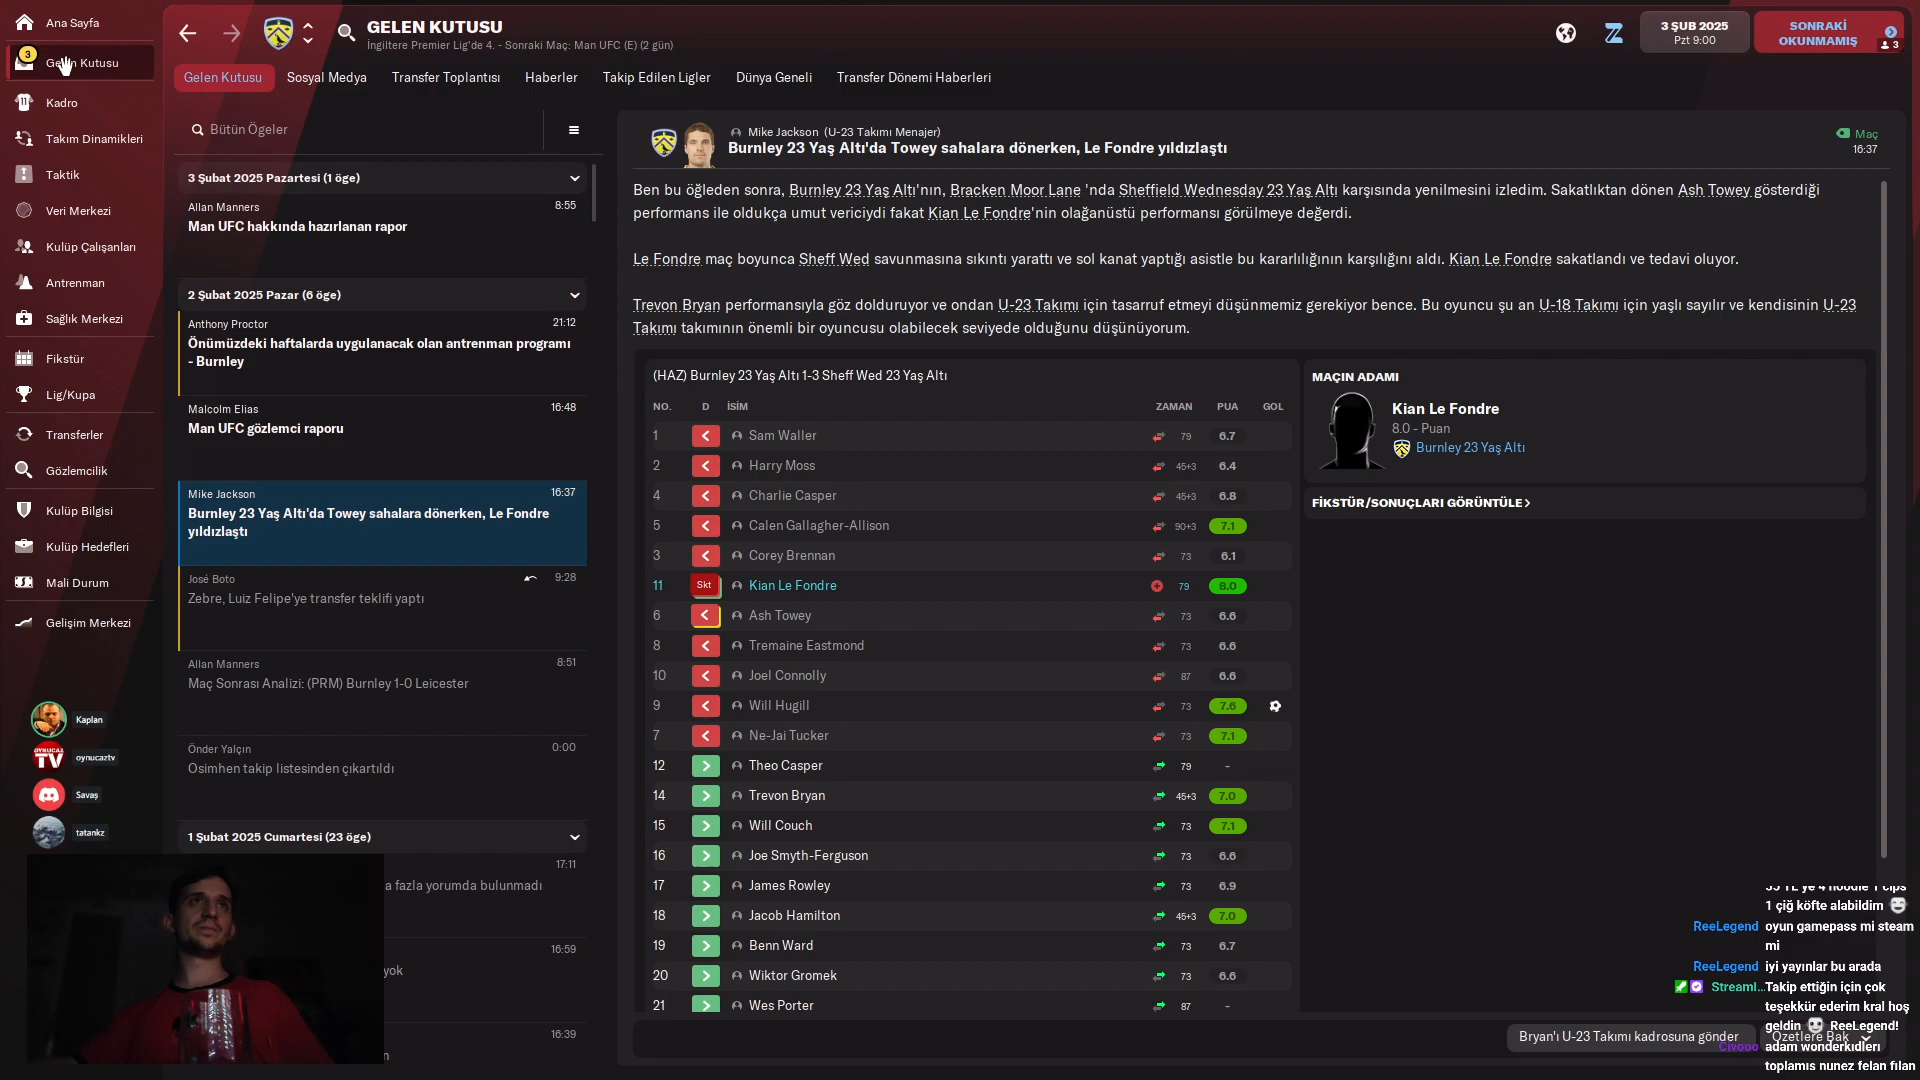 Ana Sayfa
3
Gelen Kutusu
Kadro
Takım Dinamikleri
Taktik
Veri Merkezi
Kulüp Çalışanları
Antrenman
Sağlık Merkezi
Fikstür
Lig/Kupa
Transferler
Gözlemcilik
Kulüp Bilgisi
Kulüp Hedefleri
Mali Durum
Gelişim Merkezi
Kaplan
OYNUCAZ TV oynucaztv
Savaş
tatankz
GELEN KUTUSU
İngiltere Premier Lig'de 4. - Sonraki Maç: Man UFC (E) (2 gün)
3 ŞUB 2025
Pzt 9:00
SONRAKİ
OKUNMAMIŞ
3
Gelen Kutusu Sosyal Medya Transfer Toplantısı Haberler Takip Edilen Ligler Dünya Geneli Transfer Dönemi Haberleri
Bütün Ögeler
3 Şubat 2025 Pazartesi (1 öge)
Allan Manners 8:55
Man UFC hakkında hazırlanan rapor
2 Şubat 2025 Pazar (6 öge)
Anthony Proctor 21:12
Önümüzdeki haftalarda uygulanacak olan antrenman programı
- Burnley
Malcolm Elias 16:48
Man UFC gözlemci raporu
Mike Jackson 16:37
Burnley 23 Yaş Altı'da Towey sahalara dönerken, Le Fondre
yıldızlaştı
José Boto 9:28
Zebre, Luiz Felipe'ye transfer teklifi yaptı
Allan Manners 8:51
Maç Sonrası Analizi: (PRM) Burnley 1-0 Leicester
Önder Yalçın 0:00
Osimhen takip listesinden çıkartıldı
1 Şubat 2025 Cumartesi (23 öge)
17:11
a fazla yorumda bulunmadı
16:59
yok
16:39
n
Mike Jackson (U-23 Takımı Menajer)
Burnley 23 Yaş Altı'da Towey sahalara dönerken, Le Fondre yıldızlaştı
Maç
16:37
Ben bu öğleden sonra, Burnley 23 Yaş Altı'nın, Bracken Moor Lane 'nda Sheffield Wednesday 23 Yaş Altı karşısında yenilmesini izledim. Sakatlıktan dönen Ash Towey gösterdiği
performans ile oldukça umut vericiydi fakat Kian Le Fondre'nin olağanüstü performansı görülmeye değerdi.
Le Fondre maç boyunca Sheff Wed savunmasına sıkıntı yarattı ve sol kanat yaptığı asistle bu kararlılığının karşılığını aldı. Kian Le Fondre sakatlandı ve tedavi oluyor.
Trevon Bryan performansıyla göz dolduruyor ve ondan U-23 Takımı için tasarruf etmeyi düşünmemiz gerekiyor bence. Bu oyuncu şu an U-18 Takımı için yaşlı sayılır ve kendisinin U-23
Takımı takımının önemli bir oyuncusu olabilecek seviyede olduğunu düşünüyorum.
(HAZ) Burnley 23 Yaş Altı 1-3 Sheff Wed 23 Yaş Altı
NO. D İSİM ZAMAN PUA GOL
1 Sam Waller 79 6.7
2 Harry Moss 45+3 6.4
4 Charlie Casper 45+3 6.8
5 Calen Gallagher-Allison 90+3 7.1
3 Corey Brennan 73 6.1
11 Skt Kian Le Fondre 79 8.0
6 Ash Towey 73 6.6
8 Tremaine Eastmond 73 6.6
10 Joel Connolly 87 6.6
9 Will Hugill 73 7.6
7 Ne-Jai Tucker 73 7.1
12 Theo Casper 79 -
14 Trevon Bryan 45+3 7.0
15 Will Couch 73 7.1
16 Joe Smyth-Ferguson 73 6.6
17 James Rowley 73 6.9
18 Jacob Hamilton 45+3 7.0
19 Benn Ward 73 6.7
20 Wiktor Gromek 73 6.6
21 Wes Porter 87 -
MAÇIN ADAMI
Kian Le Fondre
8.0 - Puan
Burnley 23 Yaş Altı
FİKSTÜR/SONUÇLARI GÖRÜNTÜLE>
Bryan'ı U-23 Takımı kadrosuna gönder
Özetlere Bak
35 TL ye 4 noodle 1 cips
1 çiğ köfte alabildim
ReeLegend oyun gamepass mi steam
mi
ReeLegend iyi yayınlar bu arada
Streaml... Takip ettiğin için çok
teşekkür ederim kral hoş
geldin ReeLegend!
Civooo adam wonderkidleri
toplamıs nunez felan filan